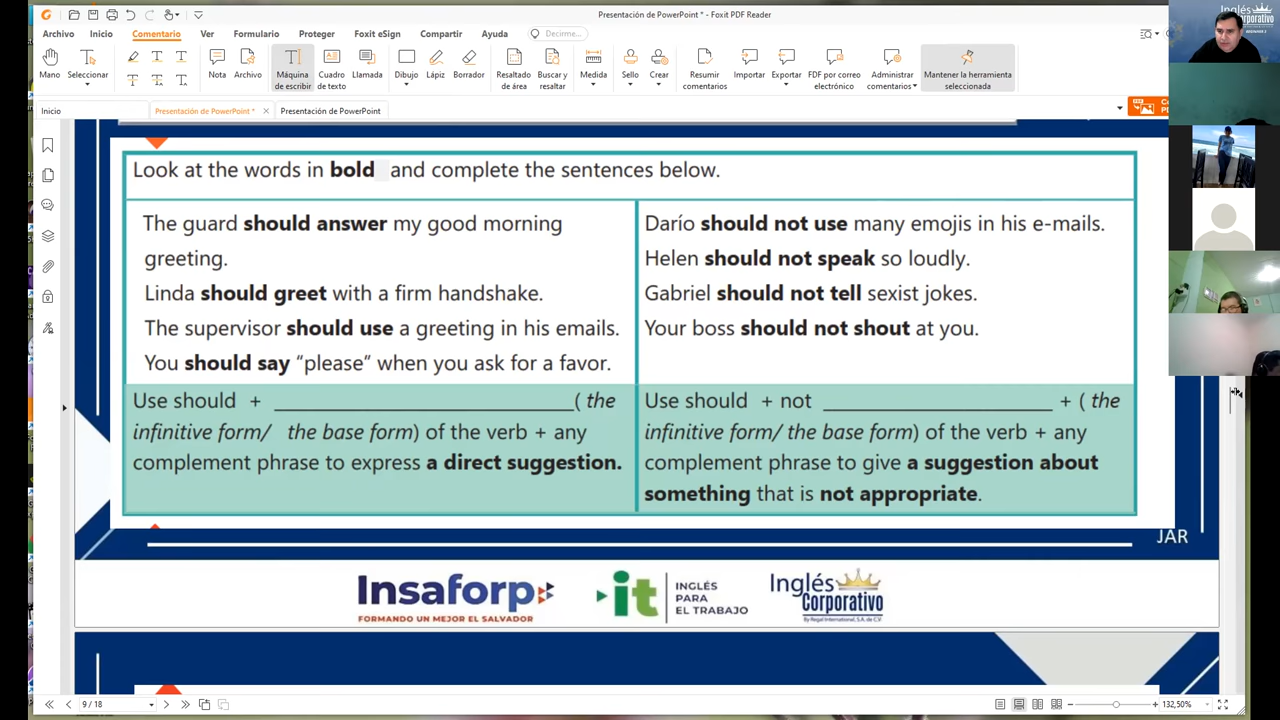 Presentación de PowerPoint * - Foxit PDF Reader
Archivo Inicio Comentario Ver Formulario Proteger Foxit eSign Compartir Ayuda Decirme...
Mano Seleccionar Nota Archivo Máquina de escribir Cuadro de texto Llamada Dibujo Lápiz Borrador Resaltado de área Buscar y resaltar Medida Sello Crear Resumir comentarios Importar Exportar FDF por correo electrónico Administrar comentarios Mantener la herramienta seleccionada
Inicio Presentación de PowerPoint * Presentación de PowerPoint
Inglés
Corporativo
Look at the words in bold and complete the sentences below.
The guard should answer my good morning
greeting.
Linda should greet with a firm handshake.
The supervisor should use a greeting in his emails.
You should say “please” when you ask for a favor.
Darío should not use many emojis in his e-mails.
Helen should not speak so loudly.
Gabriel should not tell sexist jokes.
Your boss should not shout at you.
Use should + ______________________________( the
infinitive form/ the base form) of the verb + any
complement phrase to express a direct suggestion.
Use should + not _______________________ + ( the
infinitive form/ the base form) of the verb + any
complement phrase to give a suggestion about
something that is not appropriate.
JAR
Insaforp
FORMANDO UN MEJOR EL SALVADOR
it
INGLÉS
PARA
EL TRABAJO
Inglés
Corporativo
By Regal International, S.A. de C.V.
9 / 18
132,50%